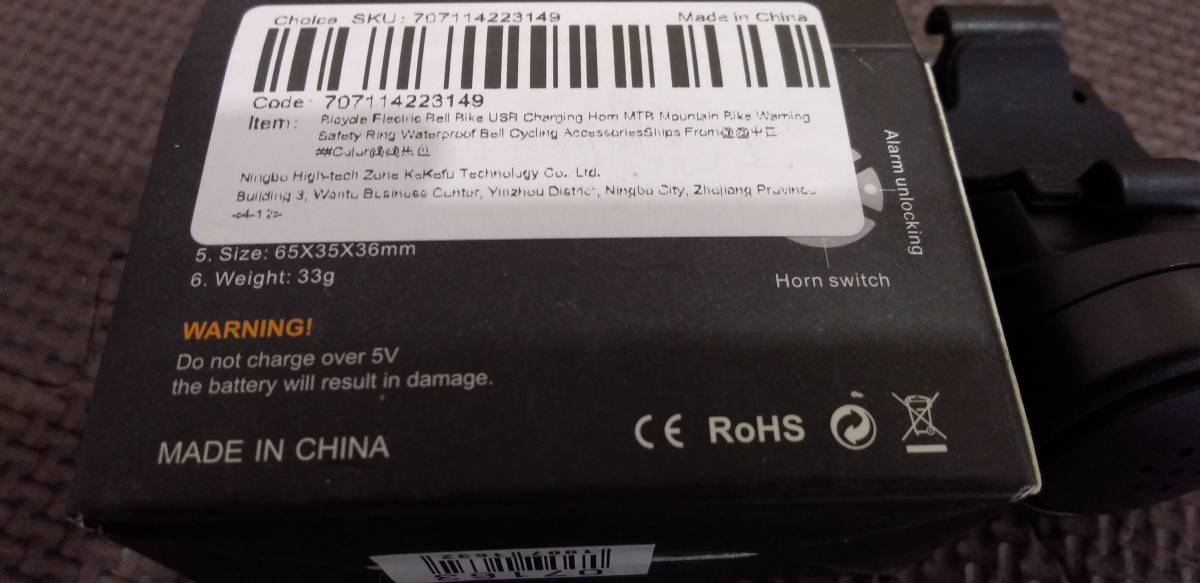 Choice SKU: 707114223149 Made in China
Code: 707114223149
Item: Bicycle Electric Bell Bike USB Charging Horn MTB Mountain Bike Warning
Safety Ring Waterproof Bell Cycling AccessoriesShips From
##Color
Ningbo High-tech Zone KaKafu Technology Co. Ltd.
Building 3, Wantu Business Center, Yinzhou District, Ningbo City, Zhejiang Province
Alarm unlocking
5. Size: 65X35X36mm
6. Weight: 33g
Horn switch
WARNING!
Do not charge over 5V
the battery will result in damage.
MADE IN CHINA
CE RoHS